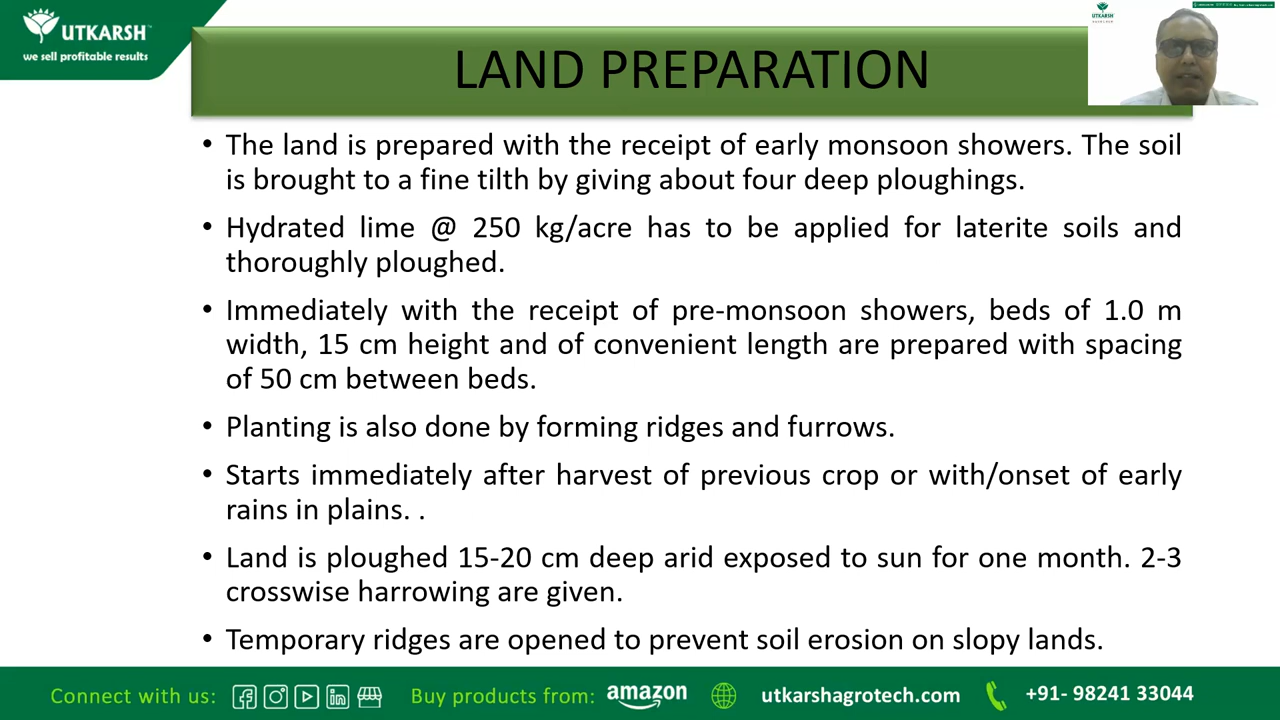 UTKARSH
we sell profitable results
UTKARSH
LAND PREPARATION
• The land is prepared with the receipt of early monsoon showers. The soil
is brought to a fine tilth by giving about four deep ploughings.
• Hydrated lime @ 250 kg/acre has to be applied for laterite soils and
thoroughly ploughed.
• Immediately with the receipt of pre-monsoon showers, beds of 1.0 m
width, 15 cm height and of convenient length are prepared with spacing
of 50 cm between beds.
• Planting is also done by forming ridges and furrows.
• Starts immediately after harvest of previous crop or with/onset of early
rains in plains. .
• Land is ploughed 15-20 cm deep arid exposed to sun for one month. 2-3
crosswise harrowing are given.
• Temporary ridges are opened to prevent soil erosion on slopy lands.
Connect with us: Buy products from: amazon utkarshagrotech.com +91- 98241 33044